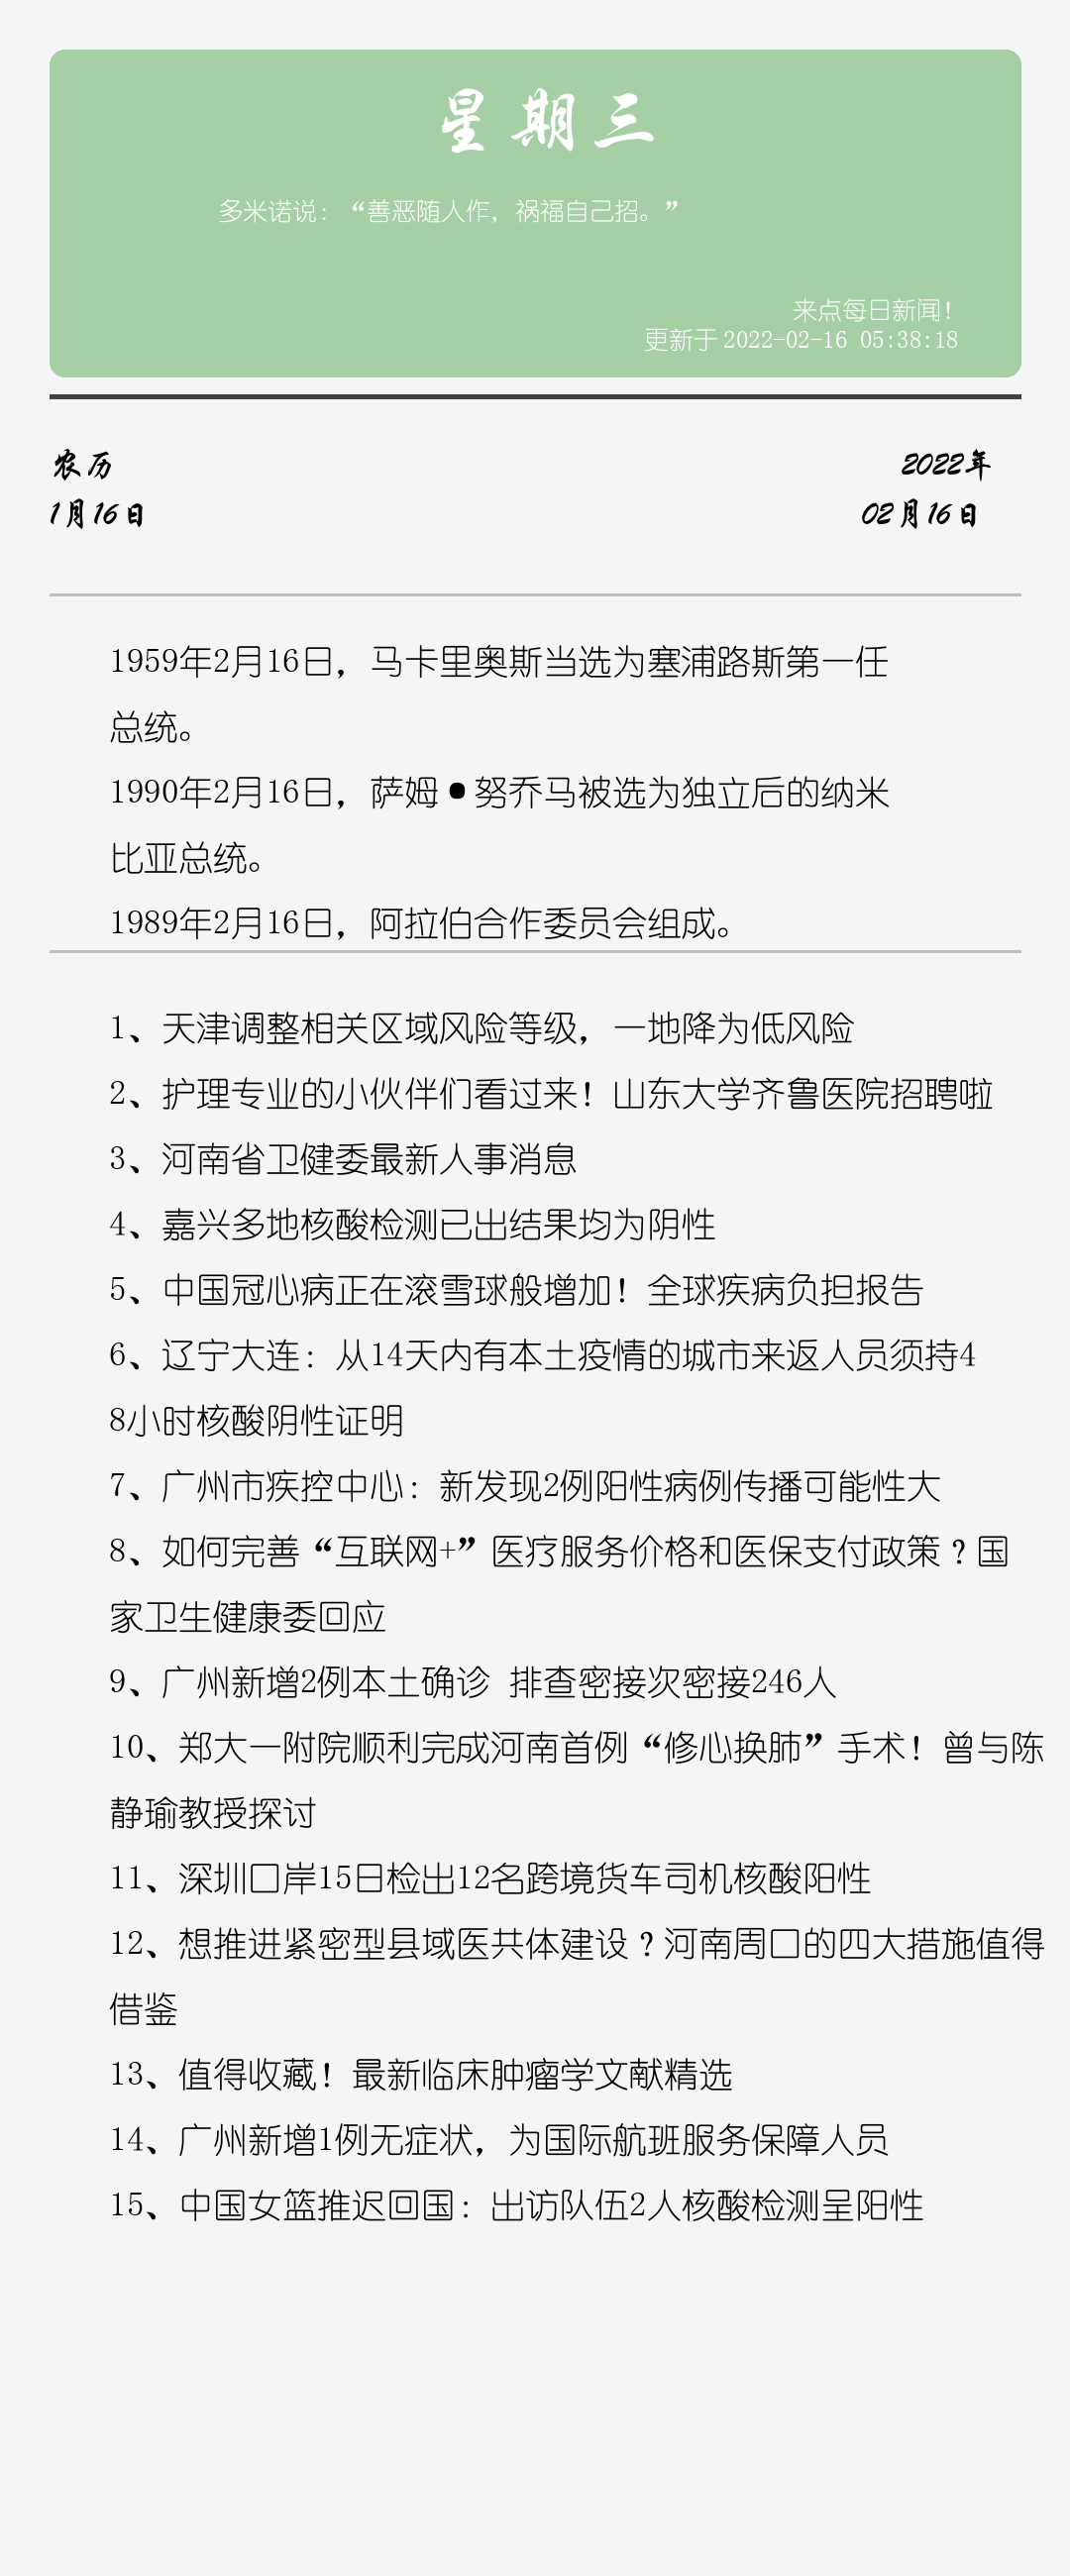 星期三
多米诺说：“善恶随人作，祸福自己招。”
来点每日新闻！
更新于2022-02-16 05:38:18
农历
2022年
1月16日
02月16日
1959年2月16日，马卡里奥斯当选为塞浦路斯第一任
总统。
1990年2月16日，萨姆•努乔马被选为独立后的纳米
比亚总统。
1989年2月16日，阿拉伯合作委员会组成。
1、天津调整相关区域风险等级，一地降为低风险
2、护理专业的小伙伴们看过来！山东大学齐鲁医院招聘啦
3、河南省卫健委最新人事消息
4、嘉兴多地核酸检测已出结果均为阴性
5、中国冠心病正在滚雪球般增加！全球疾病负担报告
6、辽宁大连：从14天内有本土疫情的城市来返人员须持4
8小时核酸阴性证明
7、广州市疾控中心：新发现2例阳性病例传播可能性大
8、如何完善“互联网+”医疗服务价格和医保支付政策？国
家卫生健康委回应
9、广州新增2例本土确诊 排查密接次密接246人
10、郑大一附院顺利完成河南首例“修心换肺”手术！曾与陈
静瑜教授探讨
11、深圳口岸15日检出12名跨境货车司机核酸阳性
12、想推进紧密型县域医共体建设？河南周口的四大措施值得
借鉴
13、值得收藏！最新临床肿瘤学文献精选
14、广州新增1例无症状，为国际航班服务保障人员
15、中国女篮推迟回国：出访队伍2人核酸检测呈阳性